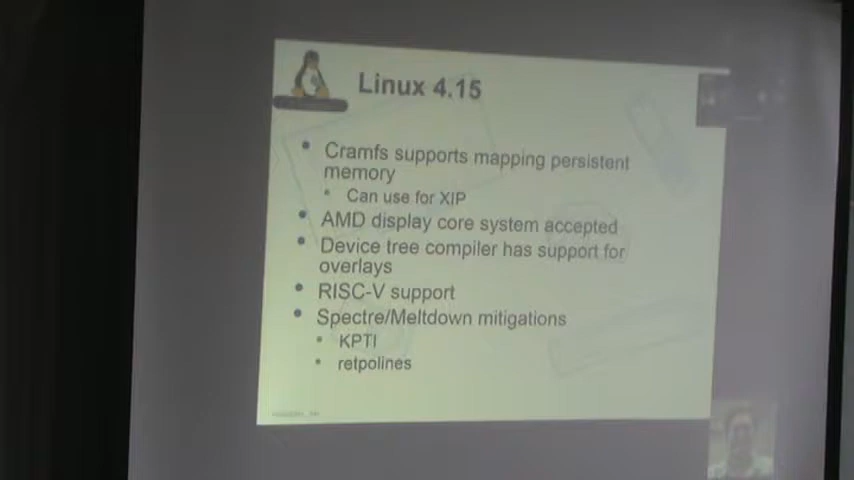 Linux 4.15
• Cramfs supports mapping persistent
memory
• Can use for XIP
• AMD display core system accepted
• Device tree compiler has support for
overlays
• RISC-V support
• Spectre/Meltdown mitigations
• KPTI
• retpolines